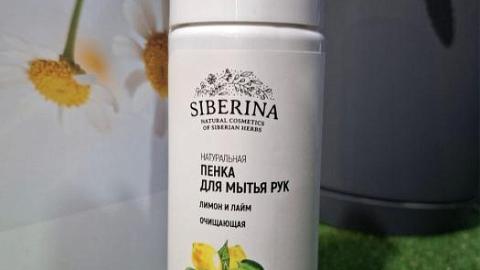 SIBERINA
NATURAL COSMETICS
OF SIBERIAN HERBS
НАТУРАЛЬНАЯ
ПЕНКА
ДЛЯ МЫТЬЯ РУК
ЛИМОН И ЛАЙМ
ОЧИЩАЮЩАЯ